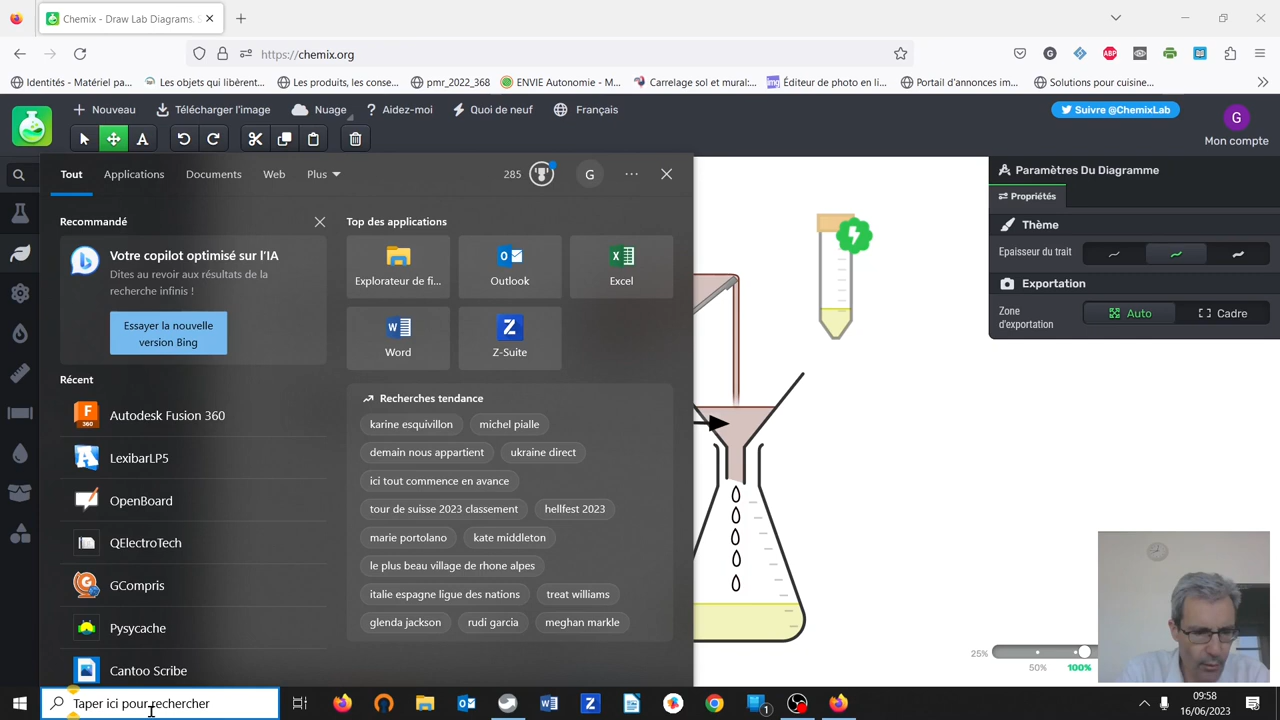 Chemix - Draw Lab Diagrams. S
https://chemix.org
Identités - Matériel pa...
Les objets qui libèrent...
Les produits, les conse...
pmr_2022_368
ENVIE Autonomie - M...
Carrelage sol et mural:...
Éditeur de photo en li...
Portail d'annonces im...
Solutions pour cuisine...
Nouveau
Télécharger l'image
Nuage
? Aidez-moi
Quoi de neuf
Français
Suivre @ChemixLab
G
Mon compte
A
Tout
Applications
Documents
Web
Plus
285
G
Recommandé
Votre copilot optimisé sur l'IA
Dites au revoir aux résultats de la
recherche infinis !
Essayer la nouvelle
version Bing
Récent
Autodesk Fusion 360
LexibarLP5
OpenBoard
QElectroTech
GCompris
Pysycache
Cantoo Scribe
Top des applications
Explorateur de fi...
Outlook
Excel
Word
Z-Suite
Recherches tendance
karine esquivillon
michel pialle
demain nous appartient
ukraine direct
ici tout commence en avance
tour de suisse 2023 classement
hellfest 2023
marie portolano
kate middleton
le plus beau village de rhone alpes
italie espagne ligue des nations
treat williams
glenda jackson
rudi garcia
meghan markle
Paramètres Du Diagramme
Propriétés
Thème
Epaisseur du trait
Exportation
Zone
d'exportation
Auto
Cadre
25%
50%
100%
Taper ici pour rechercher
09:58
16/06/2023